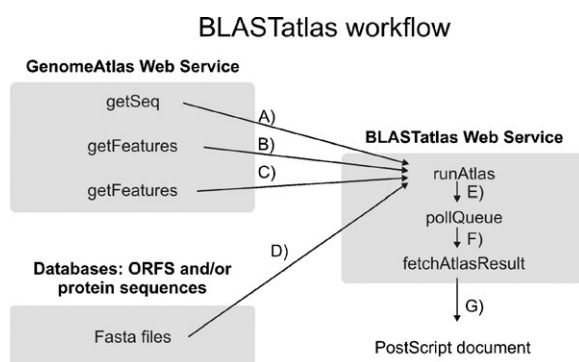 BLASTatlas workflow
GenomeAtlas Web Service
getSeq
getFeatures
getFeatures
A)
B)
C)
D)
Databases: ORFS and/or
protein sequences
Fasta files
BLASTatlas Web Service
runAtlas
E)
pollQueue
F)
fetchAtlasResult
G)
PostScript document